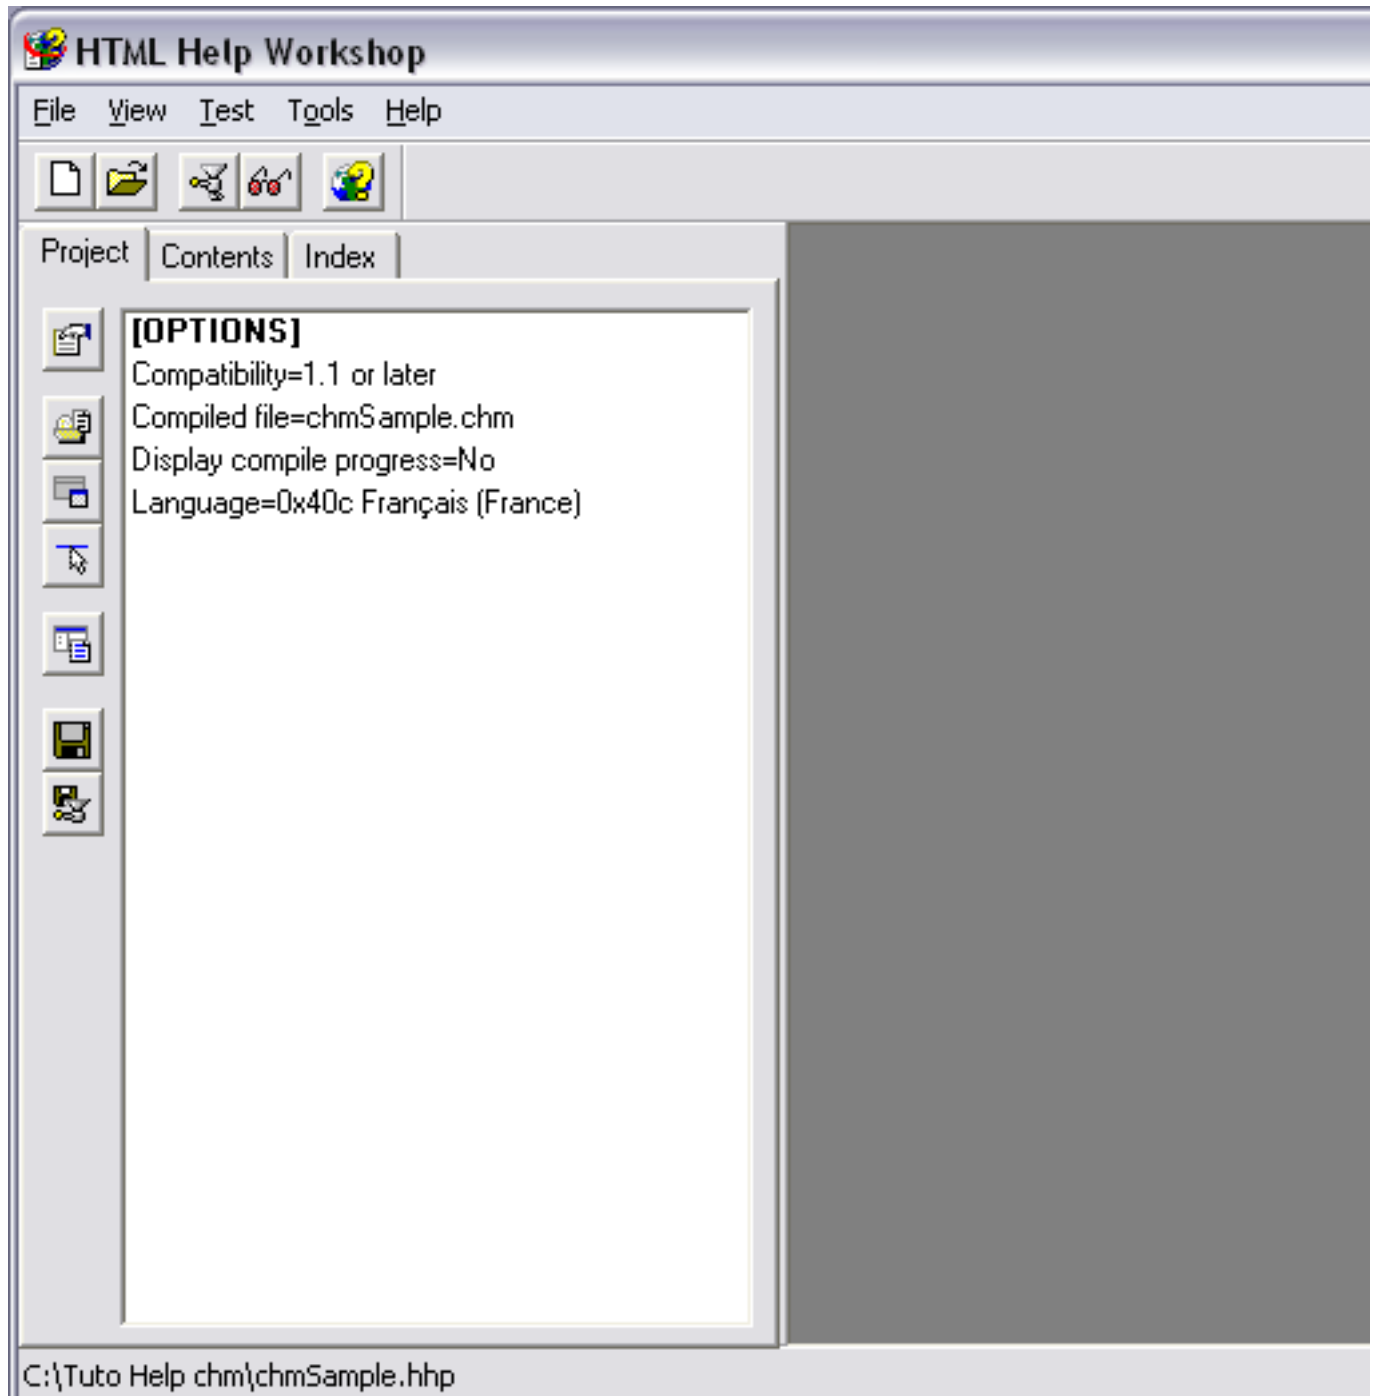 HTML Help Workshop
File View Test Tools Help
Project Contents Index
[OPTIONS]
Compatibility=1.1 or later
Compiled file=chmSample.chm
Display compile progress=No
Language=0x40c Français (France)
C:\Tuto Help chm\chmSample.hhp